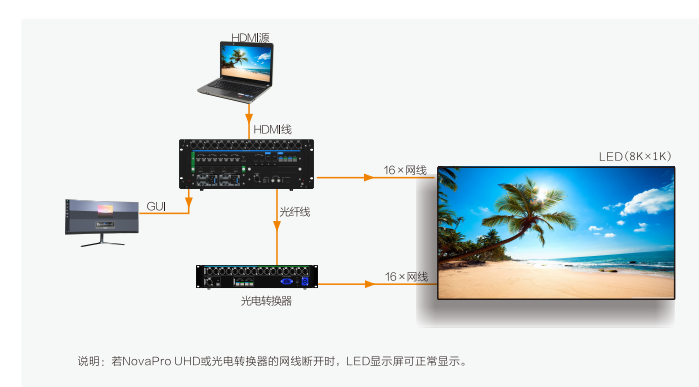 HDMI源
HDMI线
LED(8K×1K)
16×网线
GUI
光纤线
16×网线
光电转换器
说明：若NovaPro UHD或光电转换器的网线断开时，LED显示屏可正常显示。